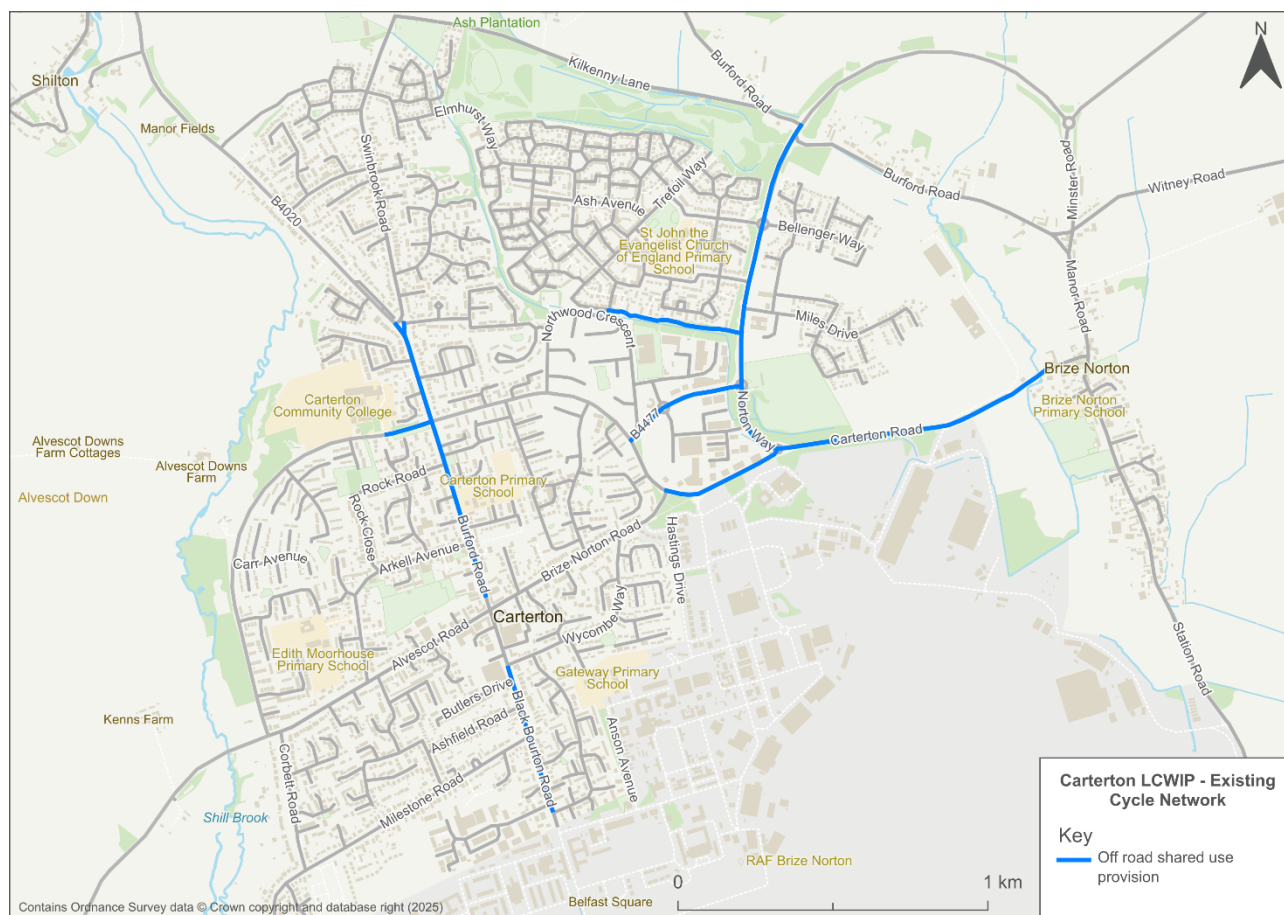 Ash Plantation
N
Kilkenny Lane
Burford Road
Shilton
Manor Fields
Elmhurst Way
Swinbrook Road
B4020
Trefoil Way
Ash Avenue
Burford Road
Minster Road
Witney Road
St John the
Evangelist Church
of England Primary
School
Bellenger Way
Manor Road
Northwood Crescent
Miles Drive
Carterton
Community College
Brize Norton
Brize Norton
Primary School
B4477
Norton Way
Carterton Road
Alvescot Downs
Farm Cottages
Alvescot Downs
Farm
Alvescot Down
Rock Road
Carterton Primary
School
Rock Close
Burford Road
Carr Avenue
Arkell Avenue
Brize Norton Road
Hastings Drive
Carterton
Wycombe Way
Alvescot Road
Edith Moorhouse
Primary School
Gateway Primary
School
Station Road
Butlers Drive
Black Bourton Road
Kenns Farm
Ashfield Road
Anson Avenue
Corbett Road
Milestone Road
Shill Brook
RAF Brize Norton
Belfast Square
0
1 km
Carterton LCWIP - Existing
Cycle Network
Key
Off road shared use
provision
Contains Ordnance Survey data © Crown copyright and database right (2025)